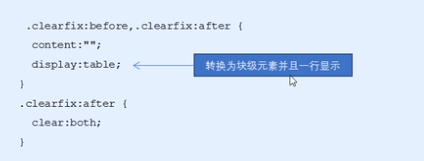 .clearfix:before,.clearfix:after {
content:"";
display:table;
转换为块级元素并且一行显示
}
.clearfix:after {
clear:both;
}